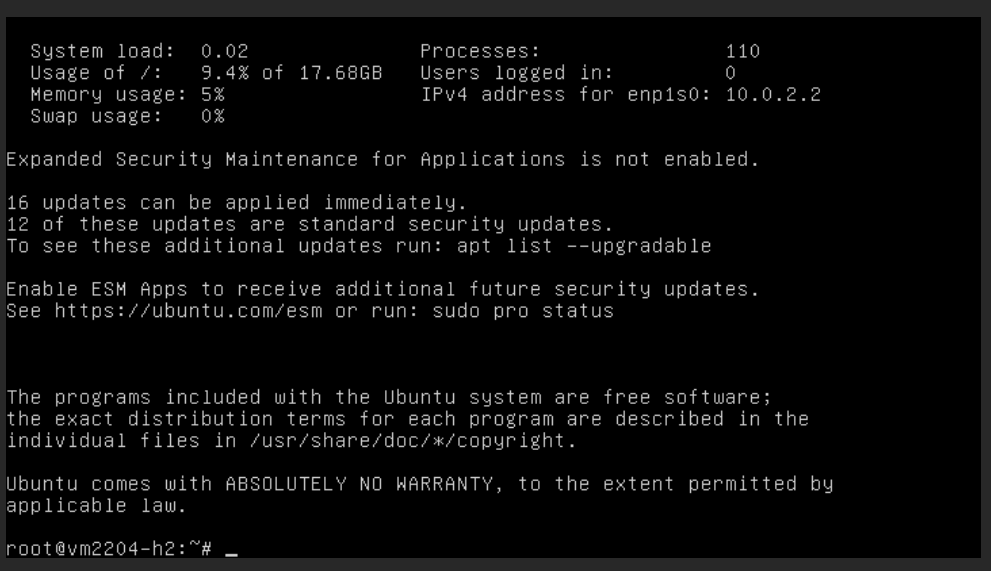 System load: 0.02 Processes: 110
Usage of /: 9.4% of 17.68GB Users logged in: 0
Memory usage: 5% IPv4 address for enp1s0: 10.0.2.2
Swap usage: 0%
Expanded Security Maintenance for Applications is not enabled.
16 updates can be applied immediately.
12 of these updates are standard security updates.
To see these additional updates run: apt list --upgradable
Enable ESM Apps to receive additional future security updates.
See https://ubuntu.com/esm or run: sudo pro status
The programs included with the Ubuntu system are free software;
the exact distribution terms for each program are described in the
individual files in /usr/share/doc/*/copyright.
Ubuntu comes with ABSOLUTELY NO WARRANTY, to the extent permitted by
applicable law.
root@vm2204-h2:~# _